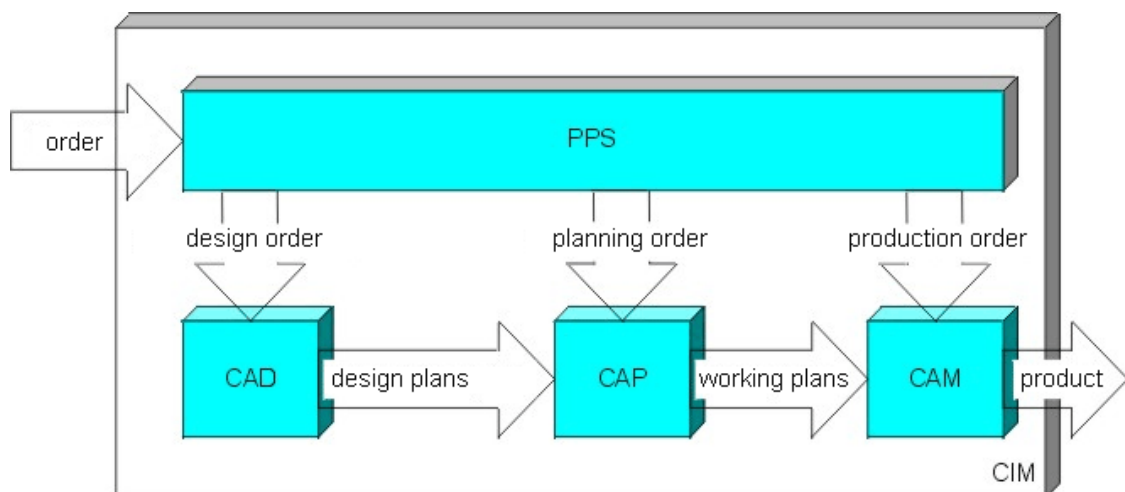 order
PPS
design order
planning order
production order
CAD
design plans
CAP
working plans
CAM
product
CIM